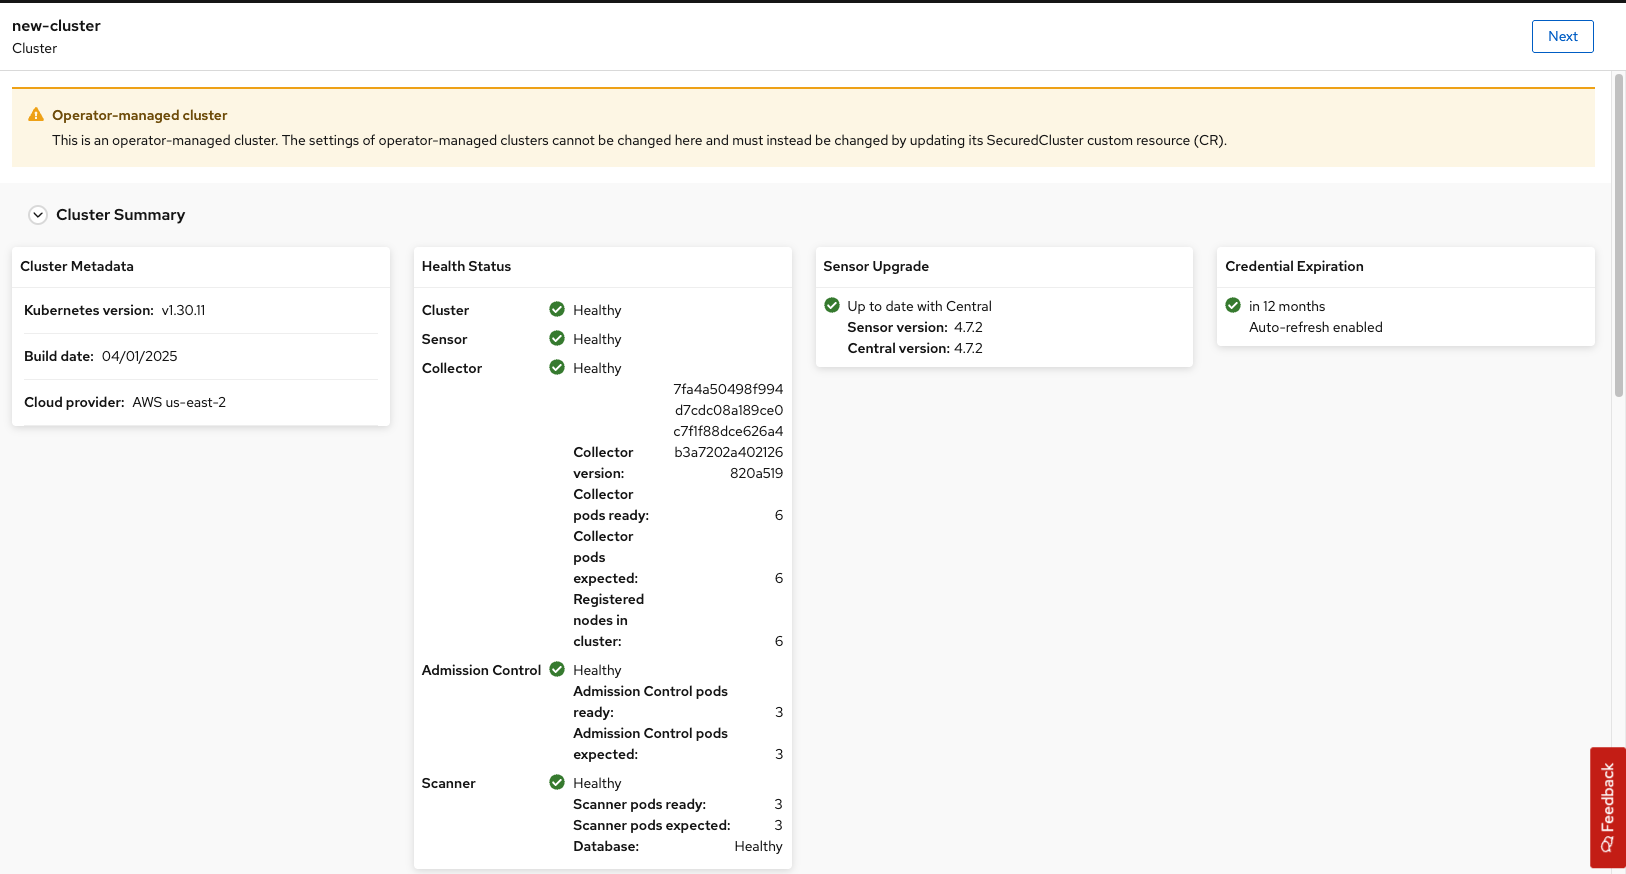 new-cluster
Cluster
Next
Operator-managed cluster
This is an operator-managed cluster. The settings of operator-managed clusters cannot be changed here and must instead be changed by updating its SecuredCluster custom resource (CR).
Cluster Summary
Cluster Metadata
Kubernetes version: v1.30.11
Build date: 04/01/2025
Cloud provider: AWS us-east-2
Health Status
Cluster Healthy
Sensor Healthy
Collector Healthy
7fa4a50498f994
d7cdc08a189ce0
c7f1f88dce626a4
Collector b3a7202a402126
version: 820a519
Collector
pods ready: 6
Collector
pods
expected: 6
Registered
nodes in
cluster: 6
Admission Control Healthy
Admission Control pods
ready: 3
Admission Control pods
expected: 3
Scanner Healthy
Scanner pods ready: 3
Scanner pods expected: 3
Database: Healthy
Sensor Upgrade
Up to date with Central
Sensor version: 4.7.2
Central version: 4.7.2
Credential Expiration
in 12 months
Auto-refresh enabled
Feedback